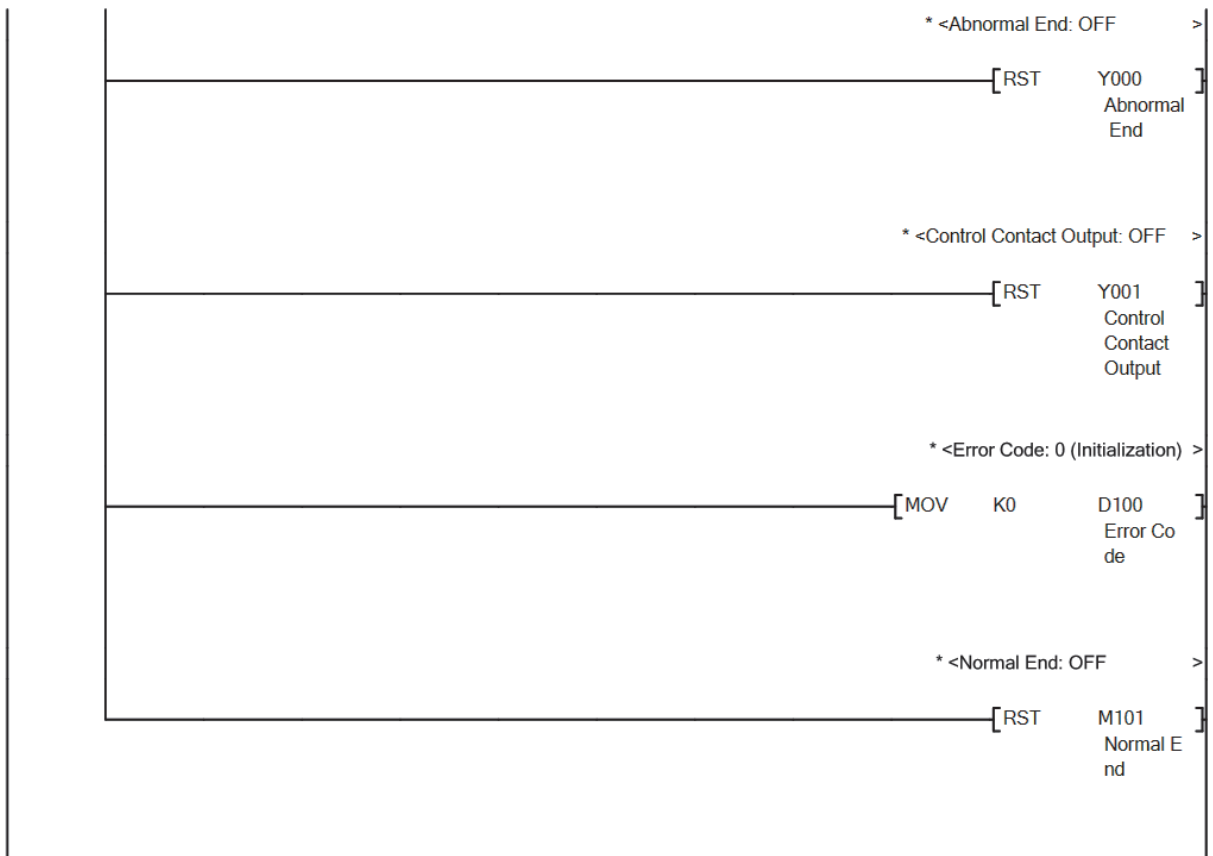 * <Abnormal End: OFF >
RST Y000
Abnormal
End
* <Control Contact Output: OFF >
RST Y001
Control
Contact
Output
* <Error Code: 0 (Initialization) >
MOV K0 D100
Error Co
de
* <Normal End: OFF >
RST M101
Normal E
nd